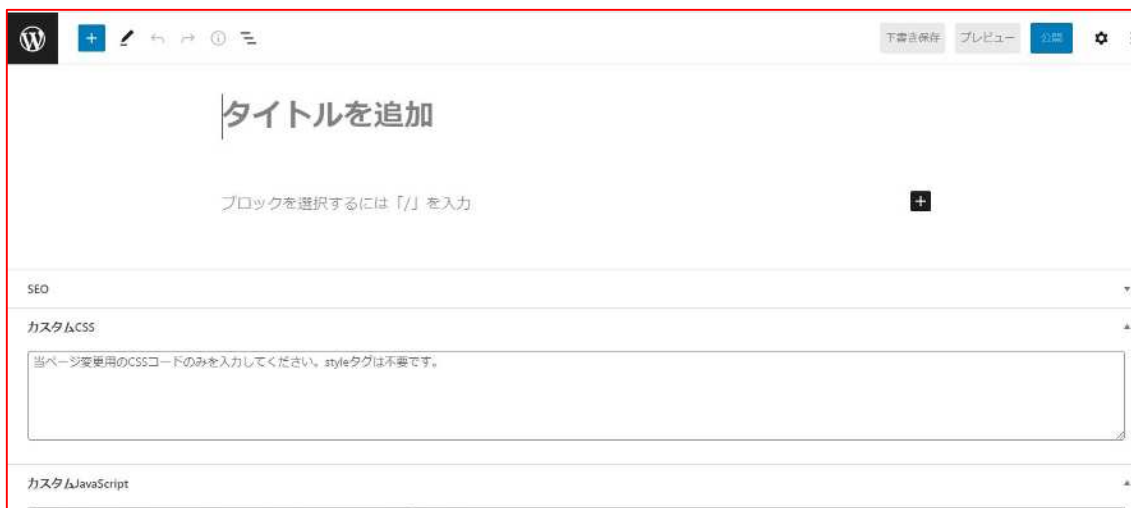 下書き保存 プレビュー 公開
タイトルを追加
ブロックを選択するには「/」を入力
SEO
カスタムCSS
当ページ変更用のCSSコードのみを入力してください。styleタグは不要です。
カスタムJavaScript